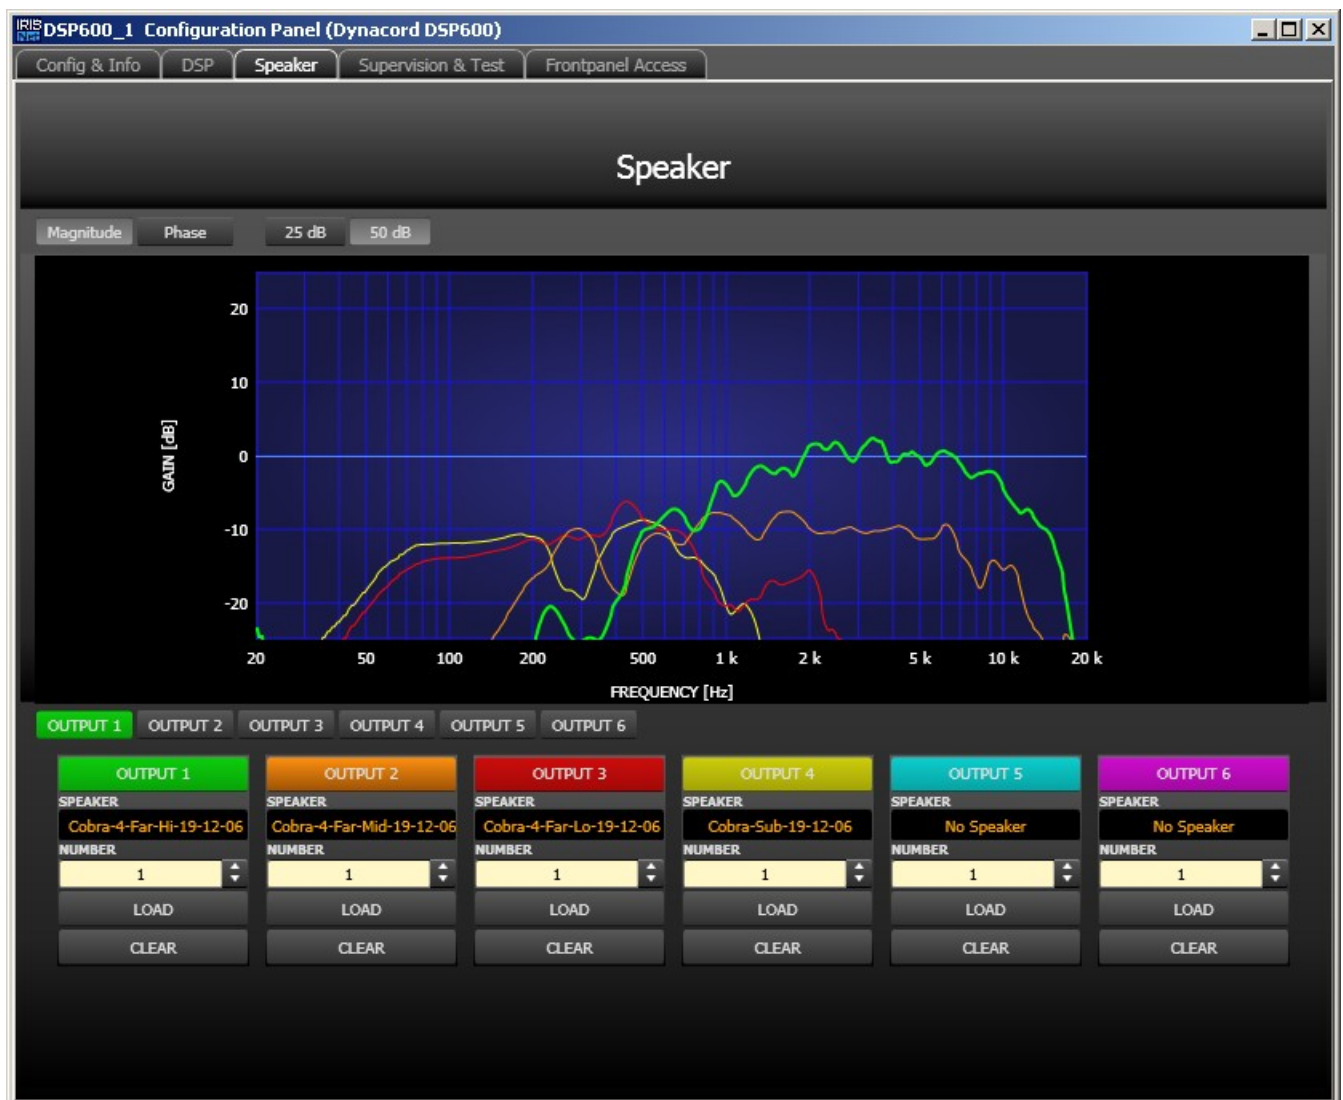 IRIS Net DSP600_1 Configuration Panel (Dynacord DSP600)
Config & Info DSP Speaker Supervision & Test Frontpanel Access
Speaker
Magnitude Phase 25 dB 50 dB
20
10
0
-10
-20
GAIN [dB]
20 50 100 200 500 1 k 2 k 5 k 10 k 20 k
FREQUENCY [Hz]
OUTPUT 1 OUTPUT 2 OUTPUT 3 OUTPUT 4 OUTPUT 5 OUTPUT 6
OUTPUT 1 OUTPUT 2 OUTPUT 3 OUTPUT 4 OUTPUT 5 OUTPUT 6
SPEAKER SPEAKER SPEAKER SPEAKER SPEAKER SPEAKER
Cobra-4-Far-Hi-19-12-06 Cobra-4-Far-Mid-19-12-06 Cobra-4-Far-Lo-19-12-06 Cobra-Sub-19-12-06 No Speaker No Speaker
NUMBER NUMBER NUMBER NUMBER NUMBER NUMBER
1 1 1 1 1 1
LOAD LOAD LOAD LOAD LOAD LOAD
CLEAR CLEAR CLEAR CLEAR CLEAR CLEAR